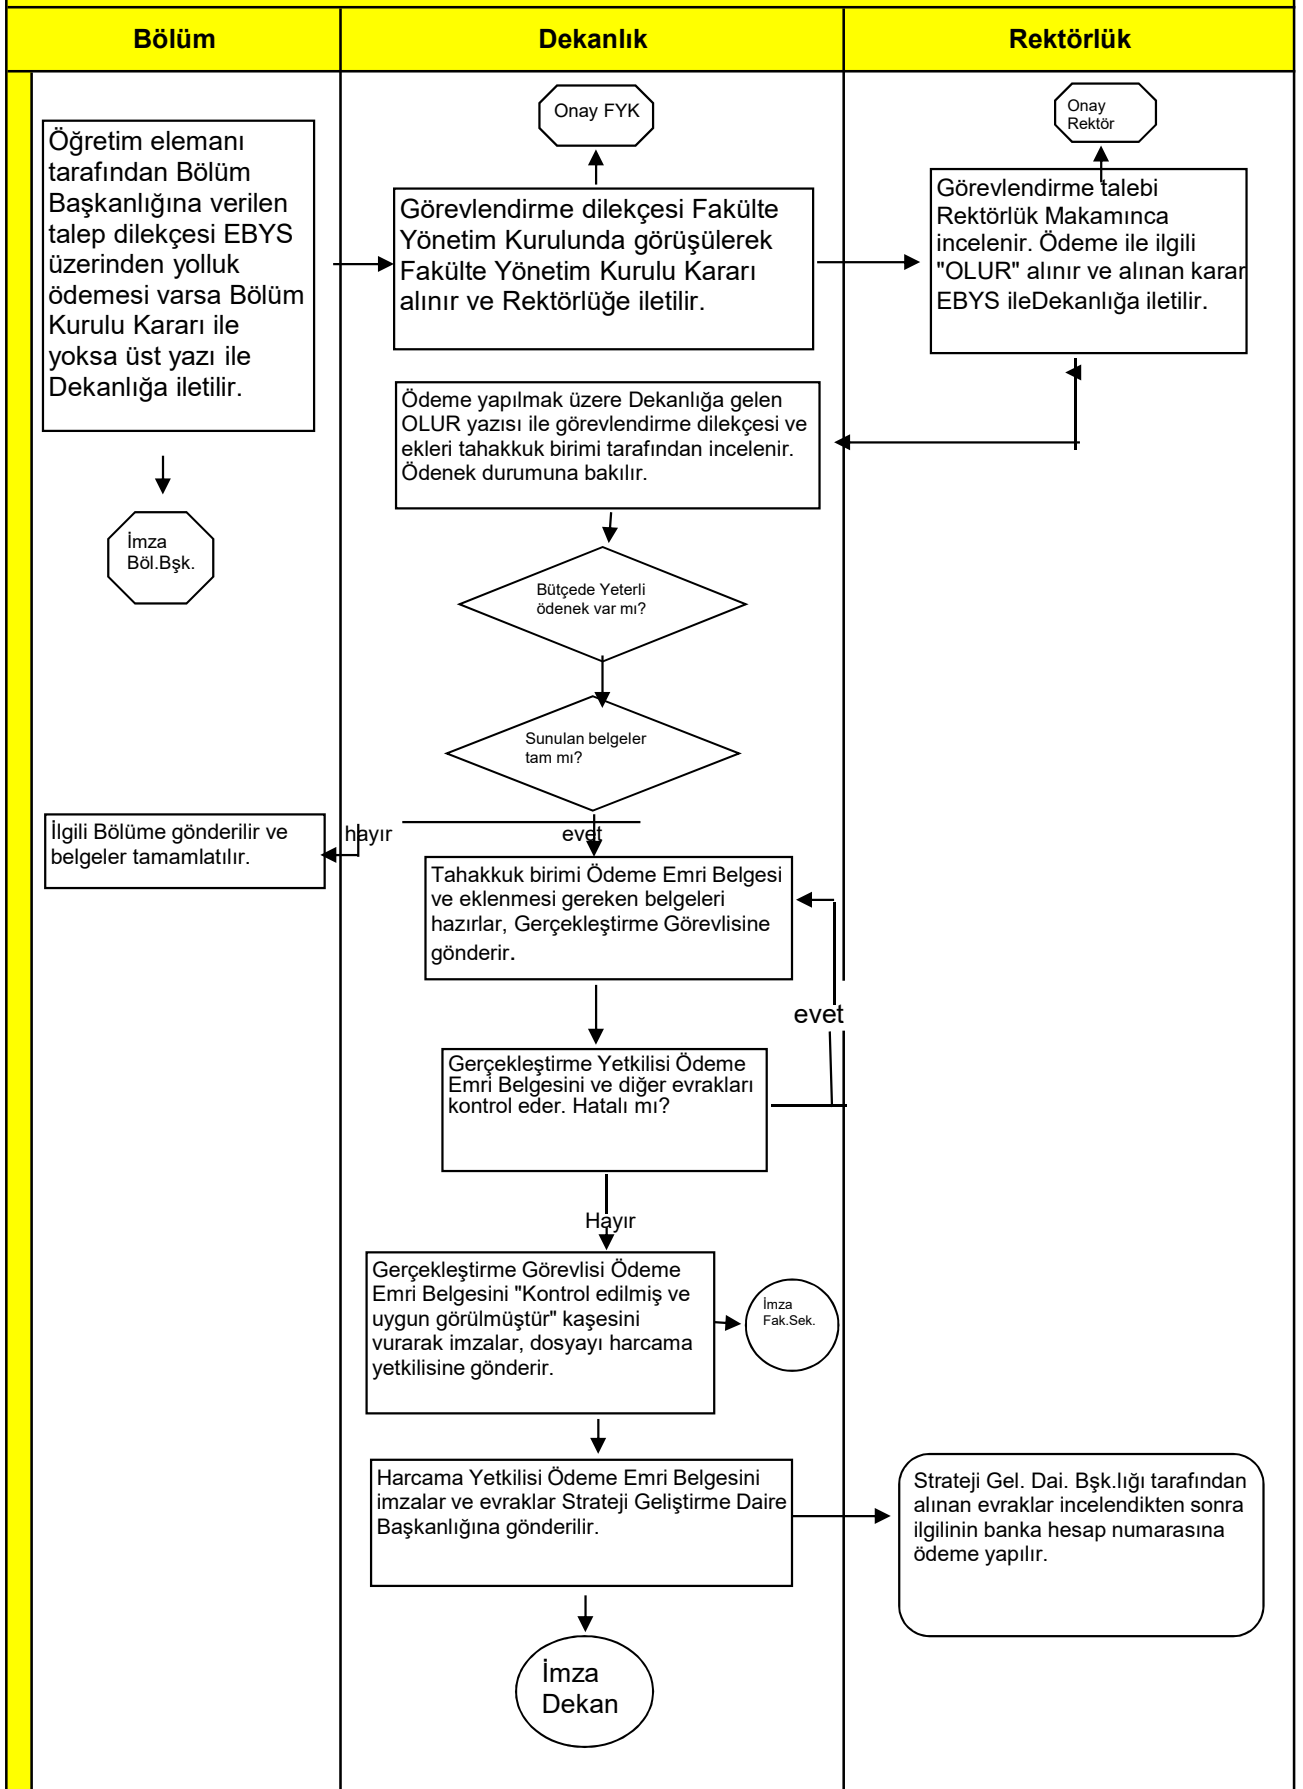 Bölüm
Dekanlık
Rektörlük
Onay FYK
Onay
Rektör
Öğretim elemanı
tarafından Bölüm
Başkanlığına verilen
talep dilekçesi EBYS
üzerinden yolluk
ödemesi varsa Bölüm
Kurulu Kararı ile
yoksa üst yazı ile
Dekanlığa iletilir.
Görevlendirme dilekçesi Fakülte
Yönetim Kurulunda görüşülerek
Fakülte Yönetim Kurulu Kararı
alınır ve Rektörlüğe iletilir.
Görevlendirme talebi
Rektörlük Makamınca
incelenir. Ödeme ile ilgili
"OLUR" alınır ve alınan karar
EBYS ileDekanlığa iletilir.
Ödeme yapılmak üzere Dekanlığa gelen
OLUR yazısı ile görevlendirme dilekçesi ve
ekleri tahakkuk birimi tarafından incelenir.
Ödenek durumuna bakılır.
İmza
Böl.Bşk.
Bütçede Yeterli
ödenek var mı?
Sunulan belgeler
tam mı?
İlgili Bölüme gönderilir ve
belgeler tamamlatılır.
hayır
evet
Tahakkuk birimi Ödeme Emri Belgesi
ve eklenmesi gereken belgeleri
hazırlar, Gerçekleştirme Görevlisine
gönderir.
evet
Gerçekleştirme Yetkilisi Ödeme
Emri Belgesini ve diğer evrakları
kontrol eder. Hatalı mı?
Hayır
Gerçekleştirme Görevlisi Ödeme
Emri Belgesini "Kontrol edilmiş ve
uygun görülmüştür" kaşesini
vurarak imzalar, dosyayı harcama
yetkilisine gönderir.
İmza
Fak.Sek.
Harcama Yetkilisi Ödeme Emri Belgesini
imzalar ve evraklar Strateji Geliştirme Daire
Başkanlığına gönderilir.
Strateji Gel. Dai. Bşk.lığı tarafından
alınan evraklar incelendikten sonra
ilgilinin banka hesap numarasına
ödeme yapılır.
İmza
Dekan